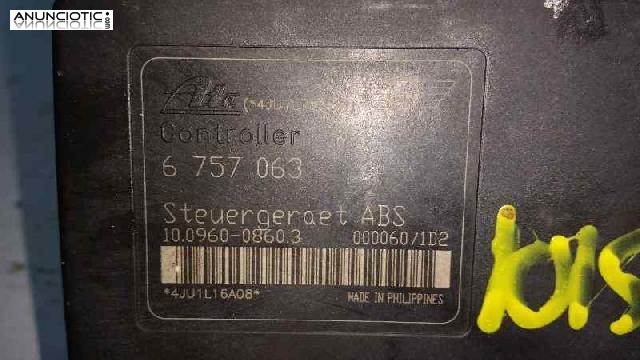 ANUNCIOTIC.COM
Ate
Controller
6 757 063
Steuergeraet ABS
10.0960-0860.3 000060/1D2
*4JU1L16A08* MADE IN PHILIPPINES